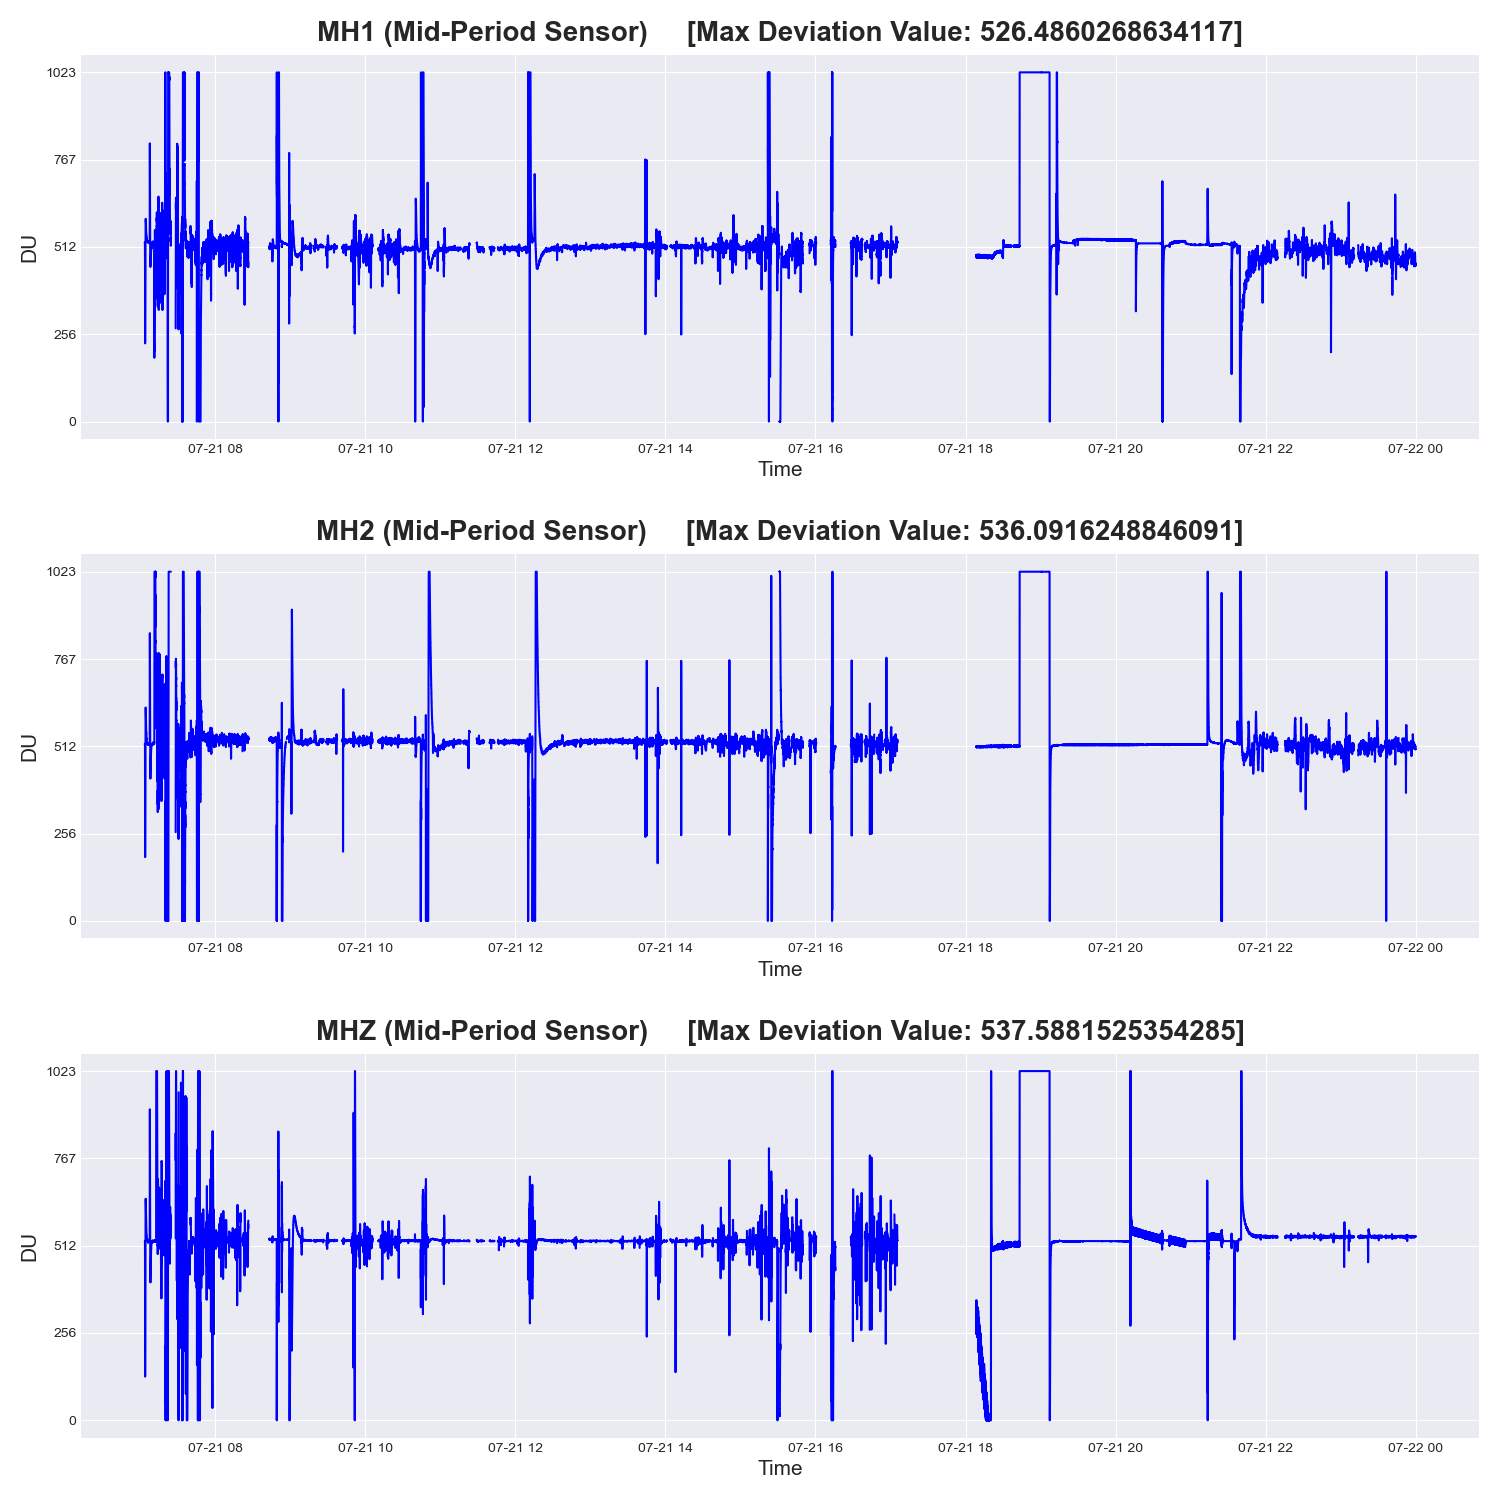 MH1 (Mid-Period Sensor) [Max Deviation Value: 526.4860268634117]
1023
767
512
256
0
DU
07-21 08 07-21 10 07-21 12 07-21 14 07-21 16 07-21 18 07-21 20 07-21 22 07-22 00
Time
MH2 (Mid-Period Sensor) [Max Deviation Value: 536.0916248846091]
1023
767
512
256
0
DU
07-21 08 07-21 10 07-21 12 07-21 14 07-21 16 07-21 18 07-21 20 07-21 22 07-22 00
Time
MHZ (Mid-Period Sensor) [Max Deviation Value: 537.5881525354285]
1023
767
512
256
0
DU
07-21 08 07-21 10 07-21 12 07-21 14 07-21 16 07-21 18 07-21 20 07-21 22 07-22 00
Time